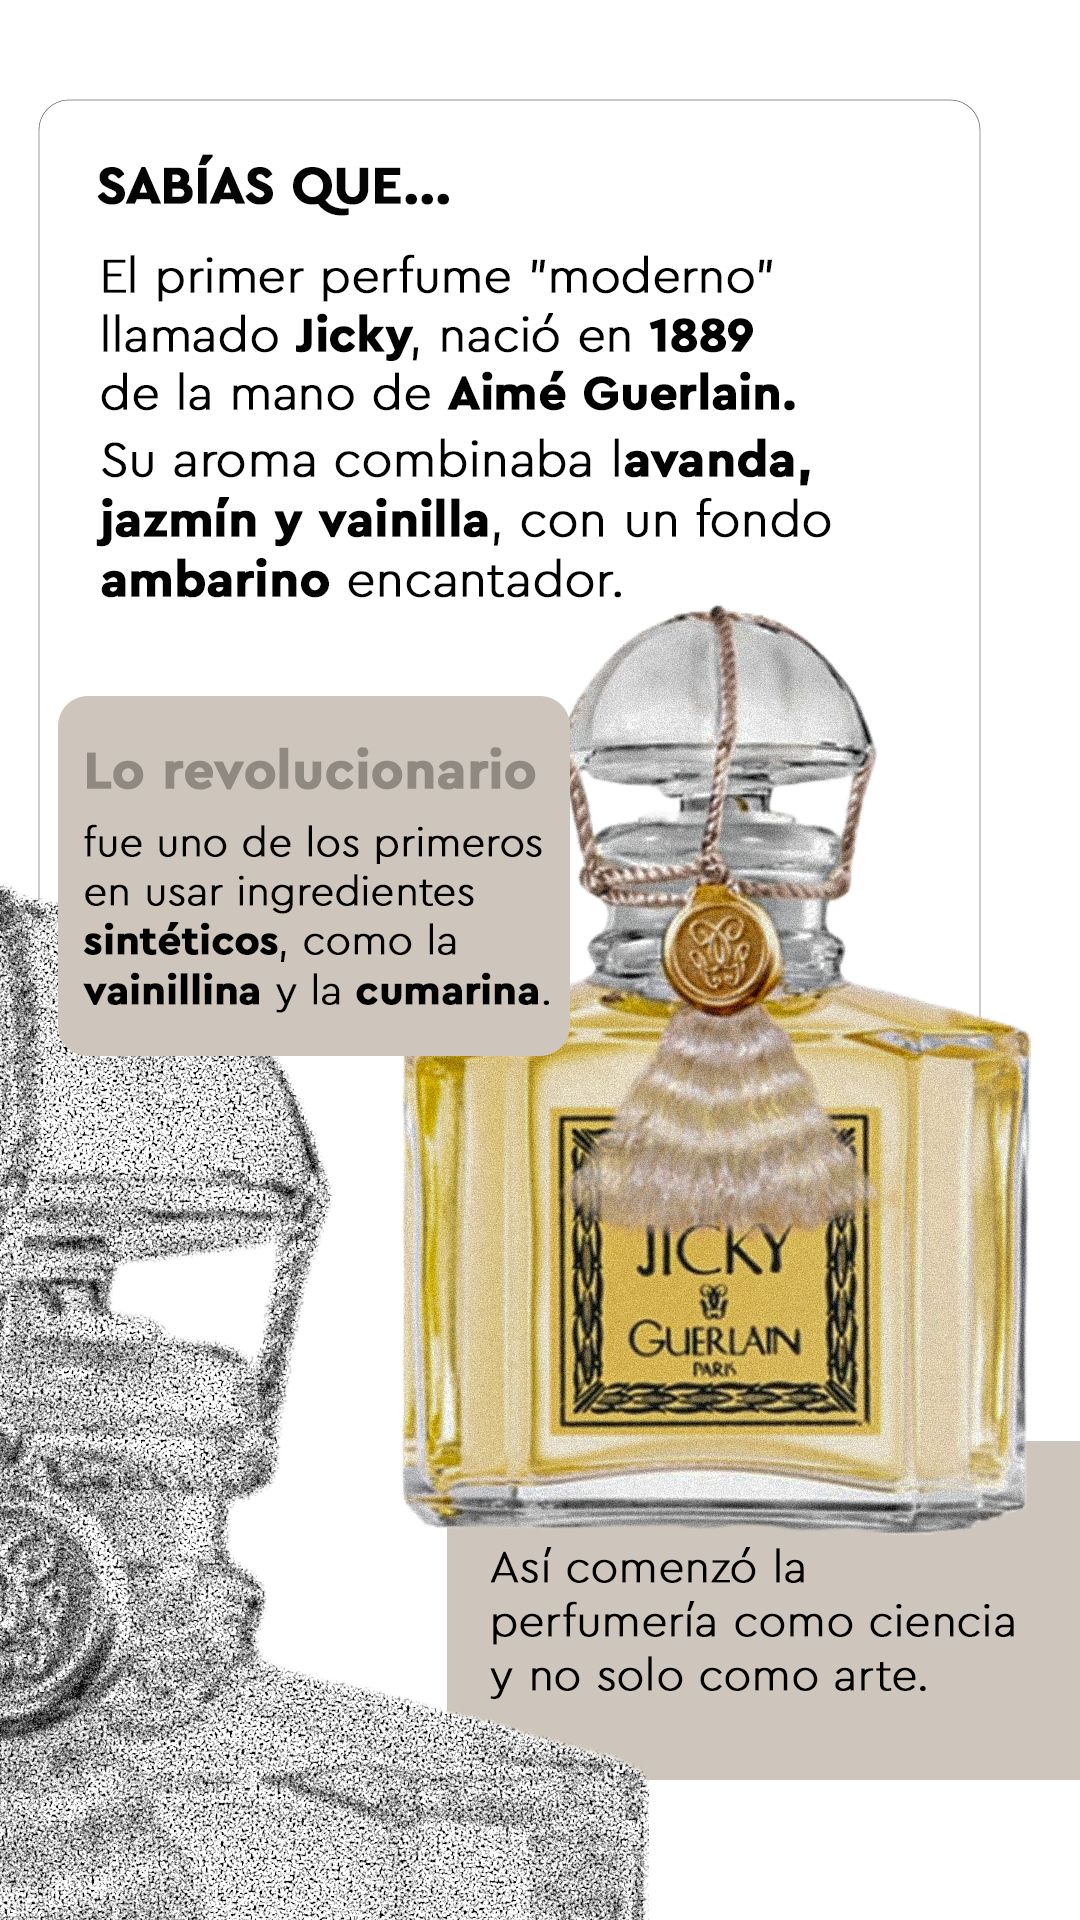 SABÍAS QUE...
El primer perfume "moderno"
llamado Jicky, nació en 1889
de la mano de Aimé Guerlain.
Su aroma combinaba lavanda,
jazmín y vainilla, con un fondo
ambarino encantador.
Lo revolucionario
fue uno de los primeros
en usar ingredientes
sintéticos, como la
vainillina y la cumarina.
JICKY
GUERLAIN
PARIS
Así comenzó la
perfumería como ciencia
y no solo como arte.